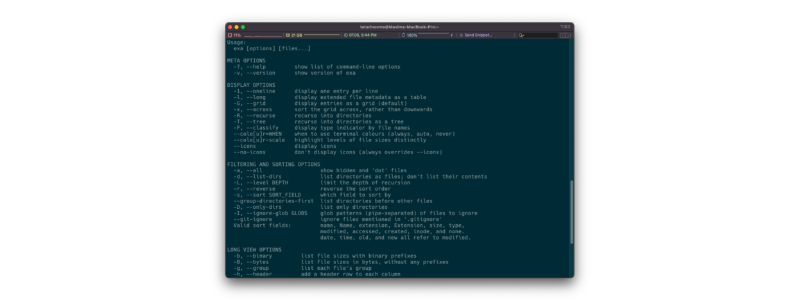 11%
21 GB
9:44 PM
100%
Send Snippet...
Usage:
exa [options] [files...]
META OPTIONS
-?, --help show list of command-line options
-v, --version show version of exa
DISPLAY OPTIONS
-1, --oneline display one entry per line
-l, --long display extended file metadata as a table
-G, --grid display entries as a grid (default)
-x, --across sort the grid across, rather than downwards
-R, --recurse recurse into directories
-T, --tree recurse into directories as a tree
-F, --classify display type indicator by file names
--colo[u]r=WHEN when to use terminal colours (always, auto, never)
--colo[u]r-scale highlight levels of file sizes distinctly
--icons display icons
--no-icons don't display icons (always overrides --icons)
FILTERING AND SORTING OPTIONS
-a, --all show hidden and 'dot' files
-d, --list-dirs list directories as files; don't list their contents
-L, --level DEPTH limit the depth of recursion
-r, --reverse reverse the sort order
-s, --sort SORT_FIELD which field to sort by
--group-directories-first list directories before other files
-D, --only-dirs list only directories
-I, --ignore-glob GLOBS glob patterns (pipe-separated) of files to ignore
--git-ignore ignore files mentioned in '.gitignore'
Valid sort fields: name, Name, extension, Extension, size, type,
modified, accessed, created, inode, and none.
date, time, old, and new all refer to modified.
LONG VIEW OPTIONS
-b, --binary list file sizes with binary prefixes
-B, --bytes list file sizes in bytes, without any prefixes
-g, --group list each file's group
-h, --header add a header row to each column